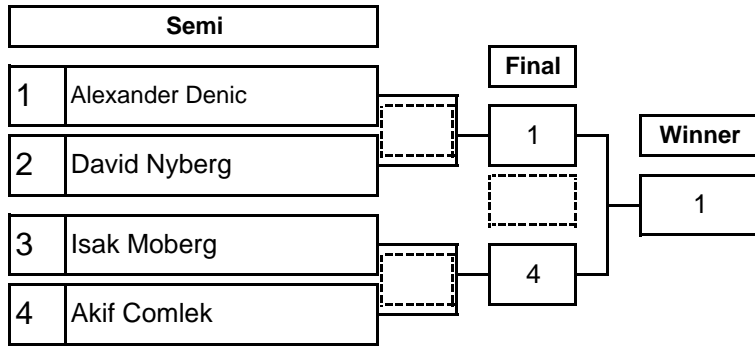 Semi
Final
Winner
1 Alexander Denic
2 David Nyberg
3 Isak Moberg
4 Akif Comlek
1
4
1